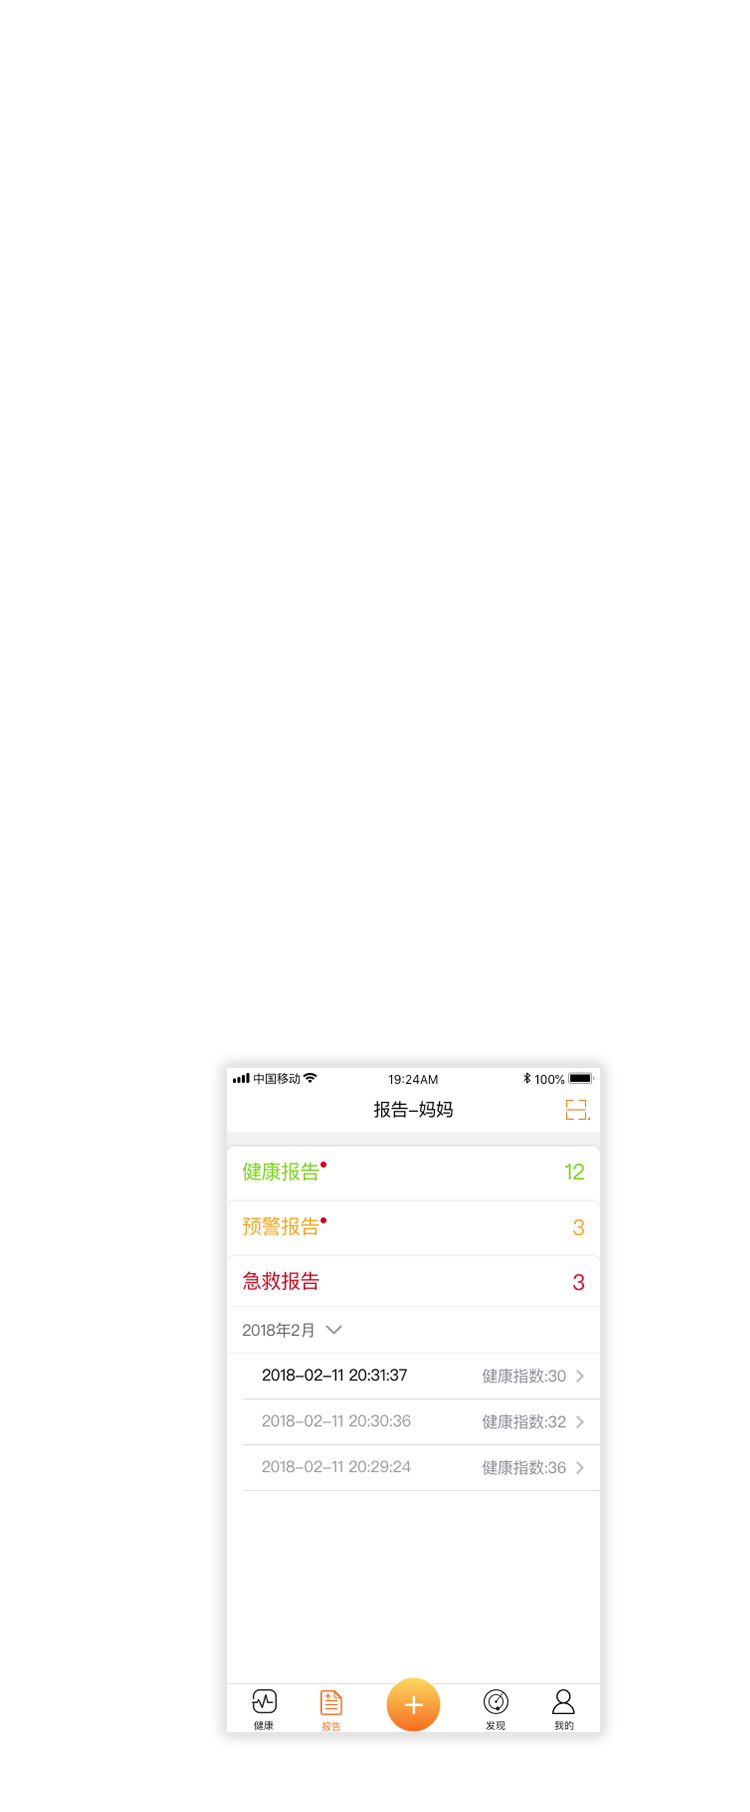 中国移动 19:24AM 100%
报告-妈妈
健康报告 12
预警报告 3
急救报告 3
2018年2月
2018-02-11 20:31:37 健康指数:30
2018-02-11 20:30:36 健康指数:32
2018-02-11 20:29:24 健康指数:36
健康 报告 发现 我的